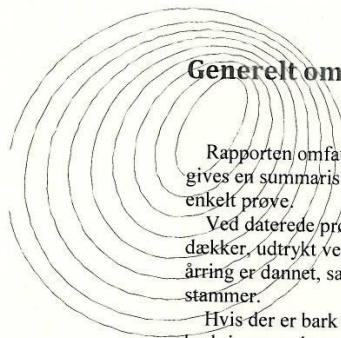 Generelt om
Rapporten omfa
gives en summaris
enkelt prøve.
Ved daterede prø
dækker, udtrykt ve
årring er dannet, sa
stammer.
Hvis der er bark